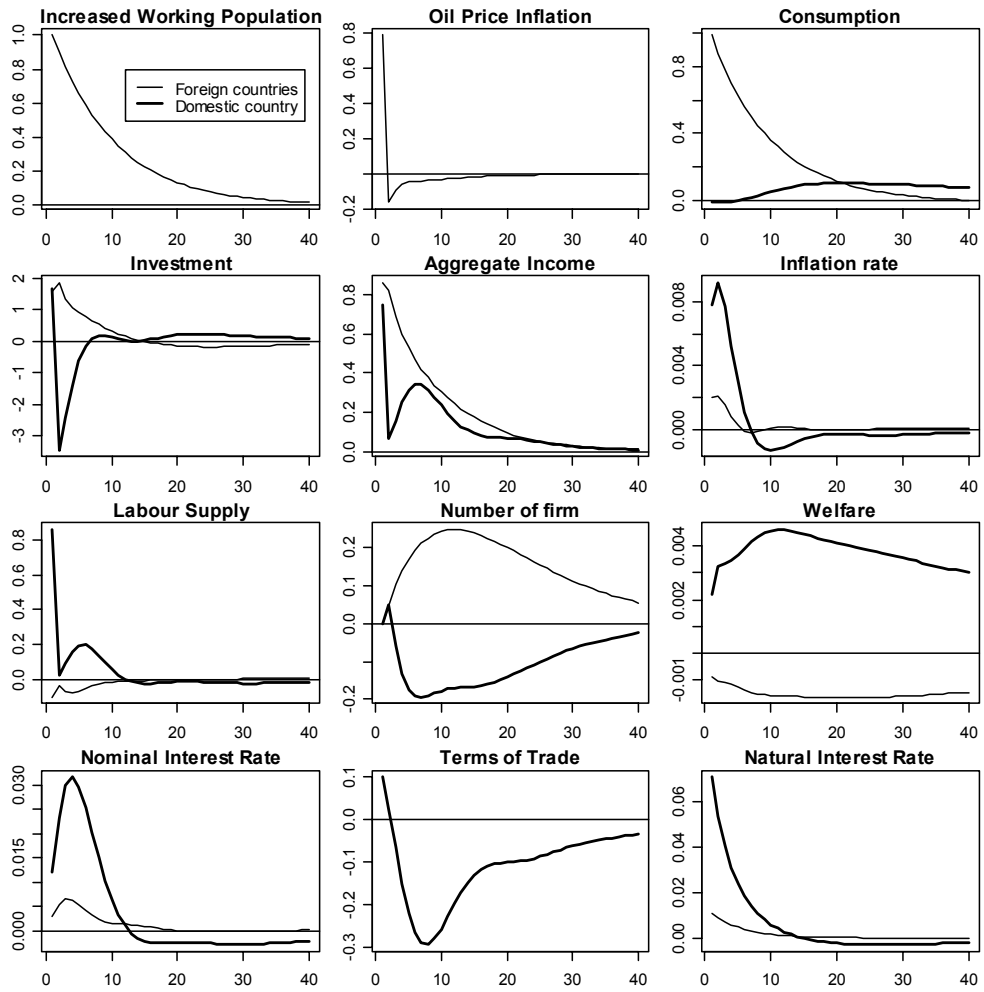 Increased Working Population
Oil Price Inflation
Consumption
0.0 0.2 0.4 0.6 0.8 1.0
Foreign countries
Domestic country
-0.2 0.2 0.4 0.6 0.8
0.0 0.4 0.8
0 10 20 30 40
0 10 20 30 40
0 10 20 30 40
Investment
Aggregate Income
Inflation rate
-3 -2 -1 0 1 2
0.0 0.2 0.4 0.6 0.8
0.000 0.004 0.008
0 10 20 30 40
0 10 20 30 40
0 10 20 30 40
Labour Supply
Number of firm
Welfare
0.0 0.2 0.4 0.6 0.8
-0.2 0.0 0.1 0.2
-0.001 0.002 0.004
0 10 20 30 40
0 10 20 30 40
0 10 20 30 40
Nominal Interest Rate
Terms of Trade
Natural Interest Rate
0.000 0.015 0.030
-0.3 -0.2 -0.1 0.0 0.1
0.00 0.02 0.04 0.06
0 10 20 30 40
0 10 20 30 40
0 10 20 30 40